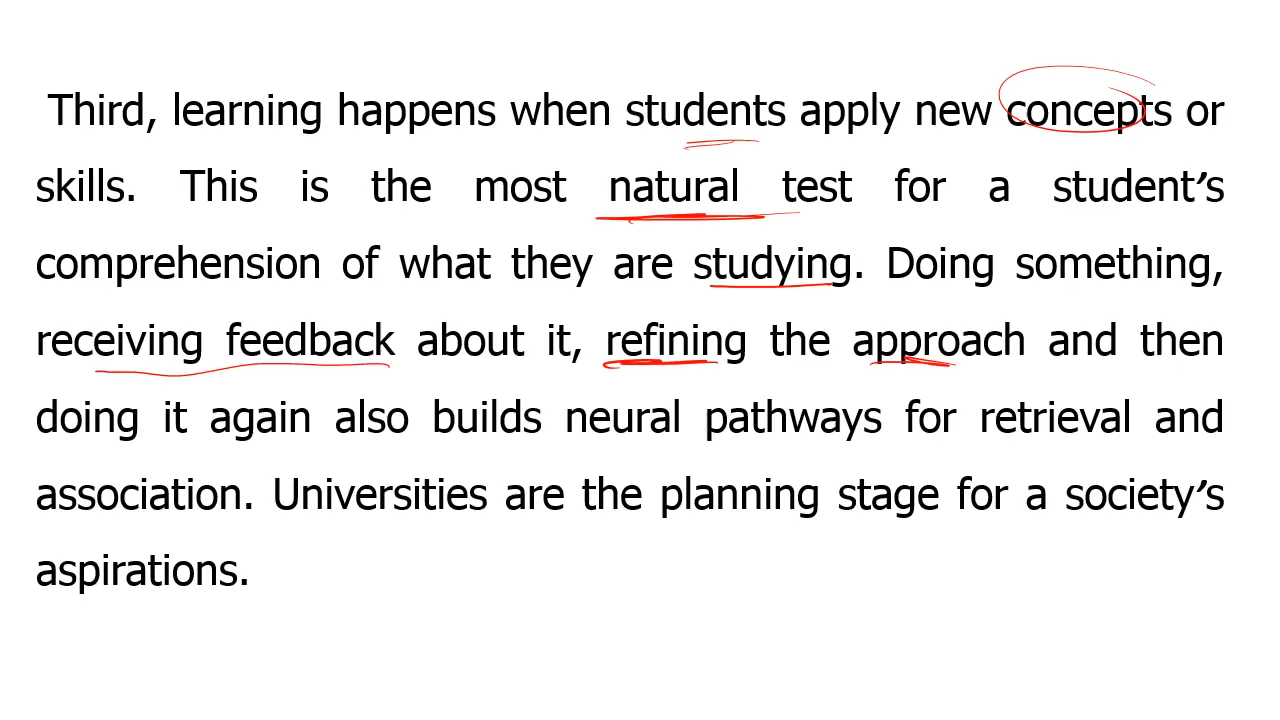 Third, learning happens when students apply new concepts or
skills. This is the most natural test for a student’s
comprehension of what they are studying. Doing something,
receiving feedback about it, refining the approach and then
doing it again also builds neural pathways for retrieval and
association. Universities are the planning stage for a society’s
aspirations.